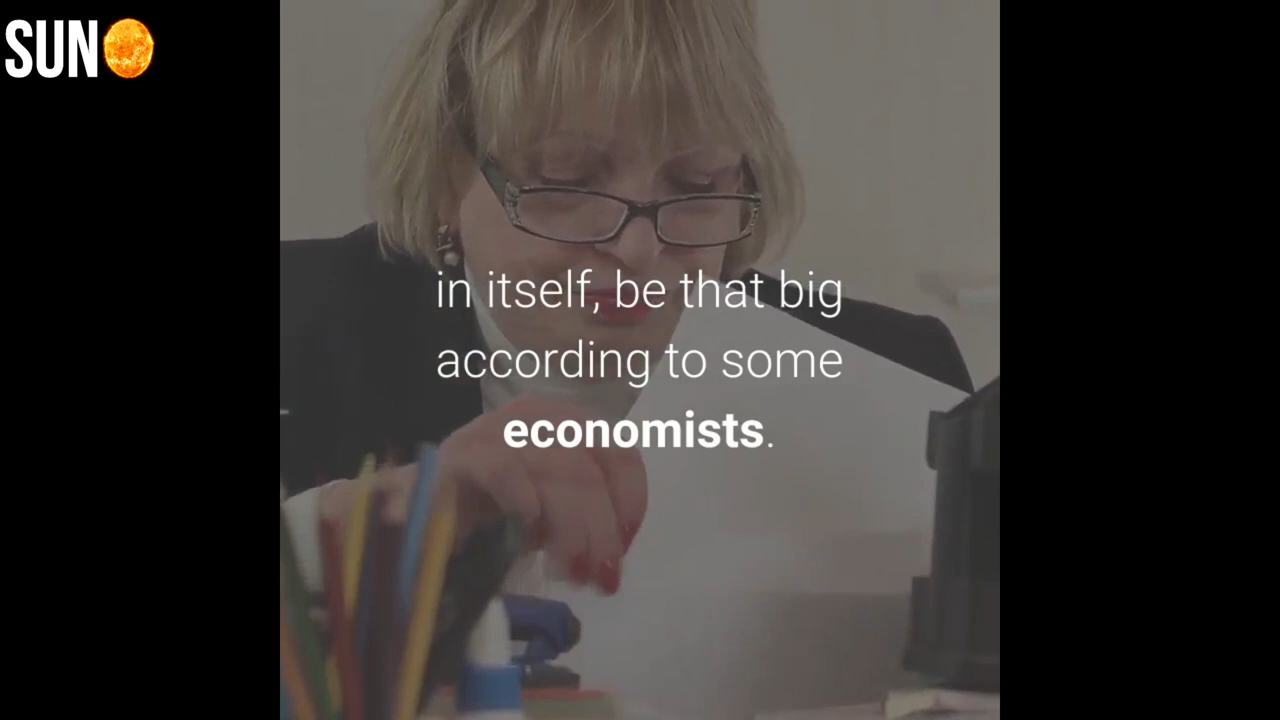 SUN
in itself, be that big
according to some
economists.